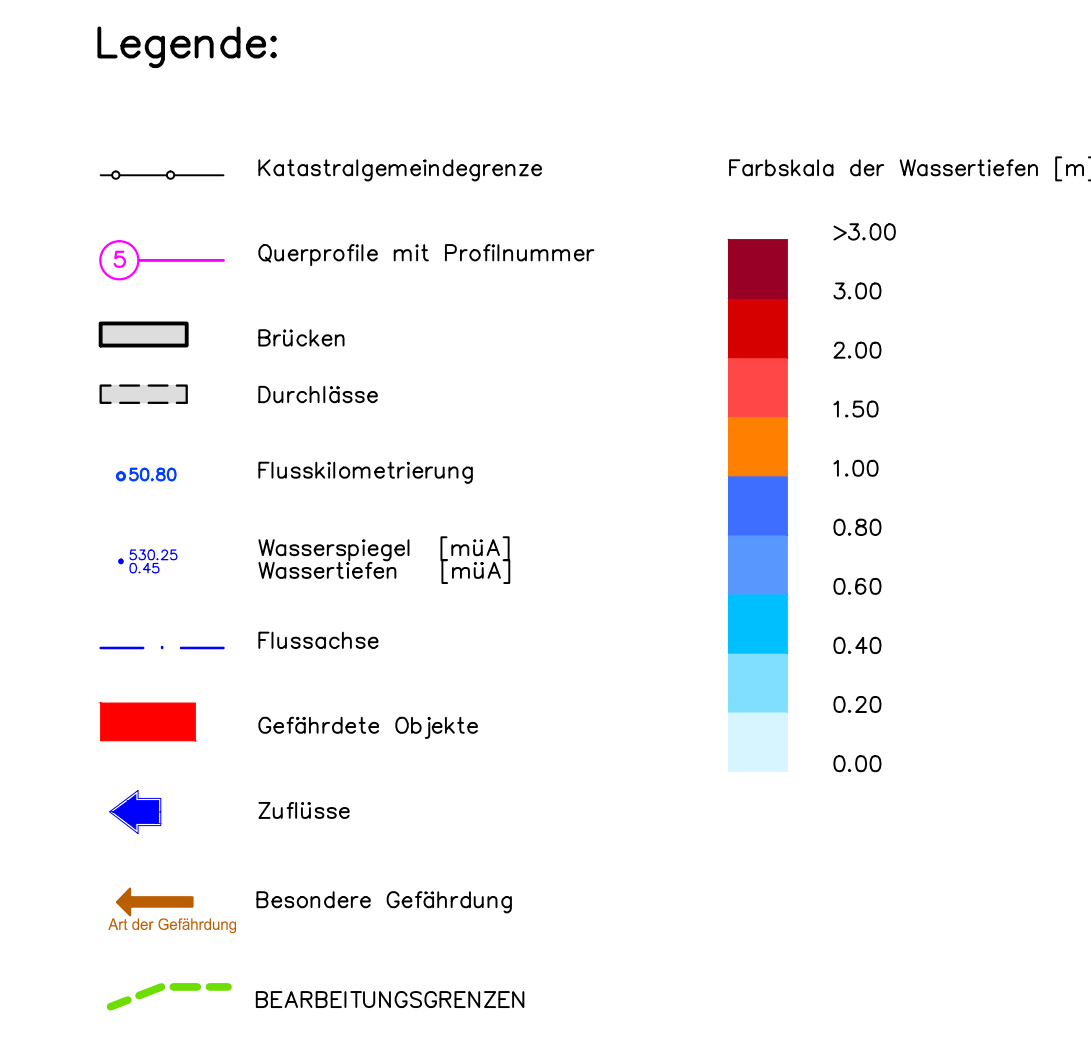 Legende:
Katastralgemeindegrenze
5
Querprofile mit Profilnummer
Brücken
Durchlässe
50.80
Flusskilometrierung
530.25
0.45
Wasserspiegel [müA]
Wassertiefen [müA]
Flussachse
Gefährdete Objekte
Zuflüsse
Besondere Gefährdung
Art der Gefährdung
BEARBEITUNGSGRENZEN
Farbskala der Wassertiefen [m]
>3.00
3.00
2.00
1.50
1.00
0.80
0.60
0.40
0.20
0.00